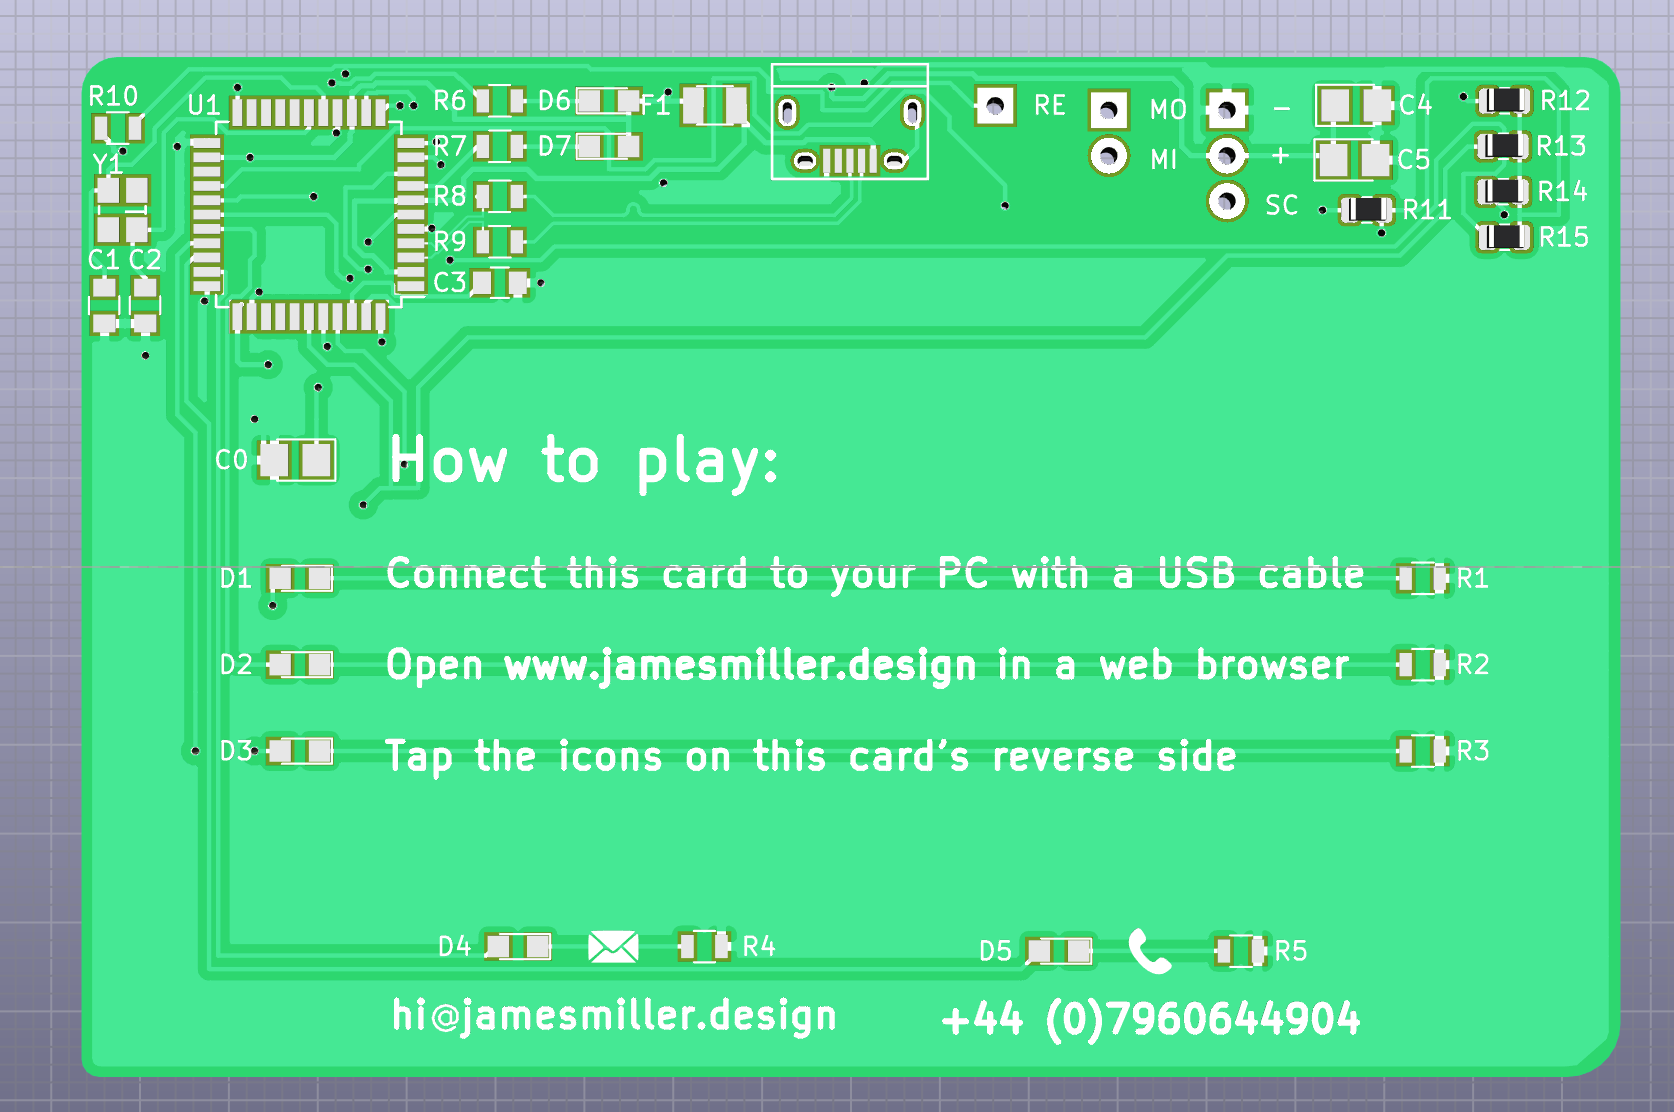 R10 U1 R6 D6 F1 RE MO - C4 R12
R7 D7 MI + C5 R13
Y1 R8 SC R11 R14
C1 C2 R9 R15
C3
C0 How to play:
D1 Connect this card to your PC with a USB cable R1
D2 Open www.jamesmiller.design in a web browser R2
D3 Tap the icons on this card's reverse side R3
D4 R4 D5 R5
hi@jamesmiller.design +44 (0)7960644904